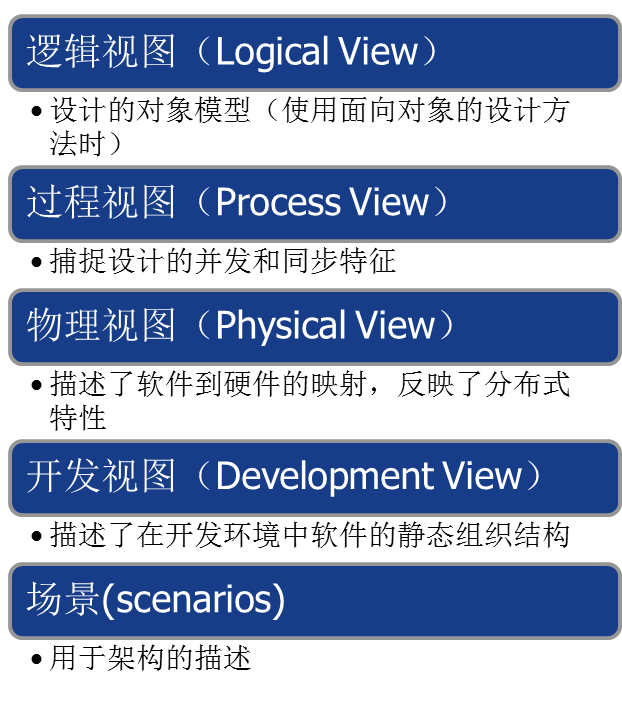 逻辑视图（Logical View）
•设计的对象模型（使用面向对象的设计方
法时）
过程视图（Process View）
•捕捉设计的并发和同步特征
物理视图（Physical View）
•描述了软件到硬件的映射，反映了分布式
特性
开发视图（Development View）
•描述了在开发环境中软件的静态组织结构
场景(scenarios)
•用于架构的描述